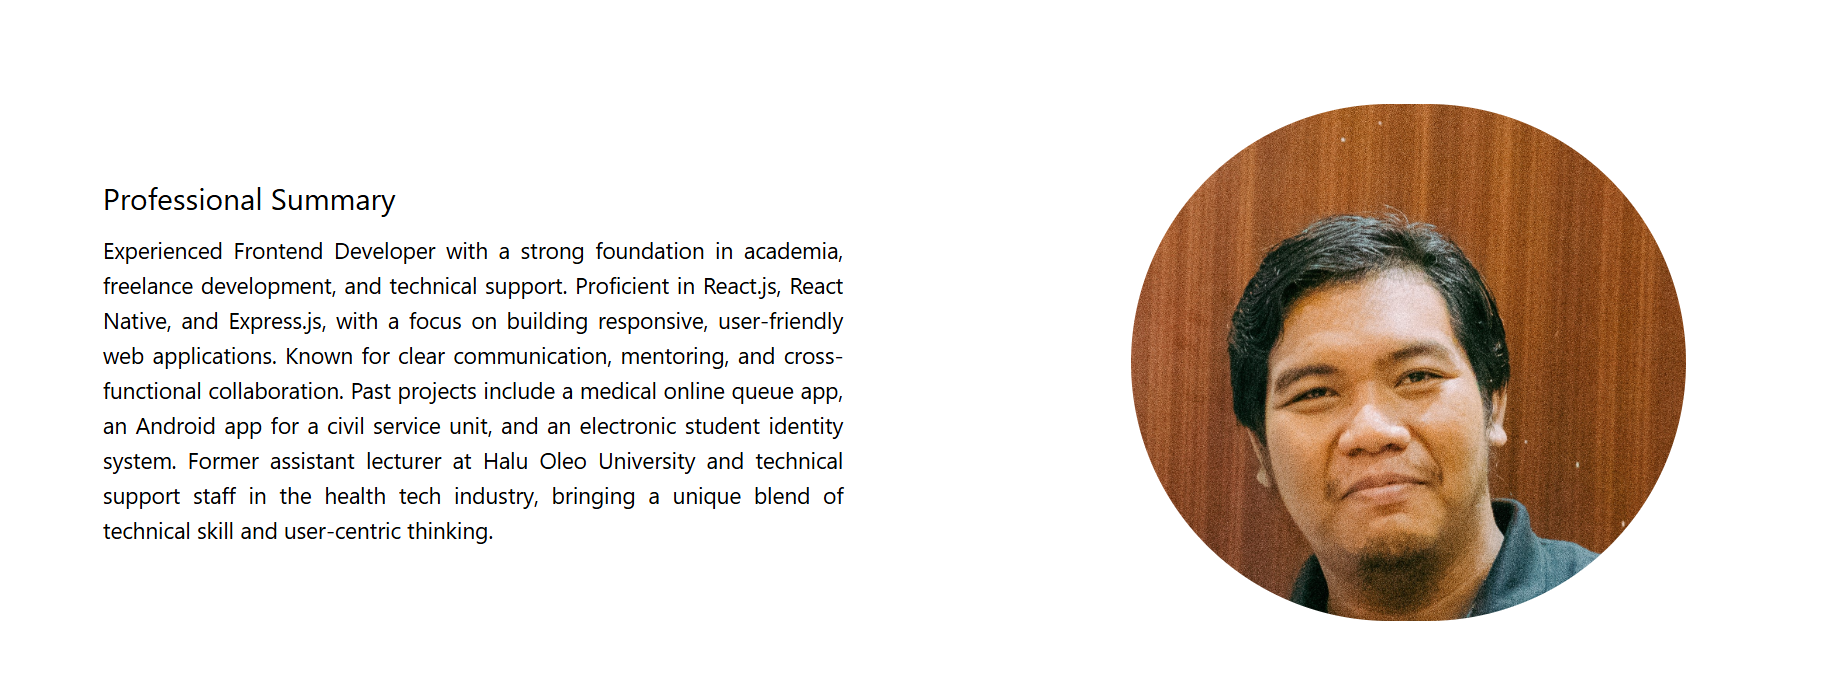 Professional Summary
Experienced Frontend Developer with a strong foundation in academia,
freelance development, and technical support. Proficient in React.js, React
Native, and Express.js, with a focus on building responsive, user-friendly
web applications. Known for clear communication, mentoring, and cross-
functional collaboration. Past projects include a medical online queue app,
an Android app for a civil service unit, and an electronic student identity
system. Former assistant lecturer at Halu Oleo University and technical
support staff in the health tech industry, bringing a unique blend of
technical skill and user-centric thinking.